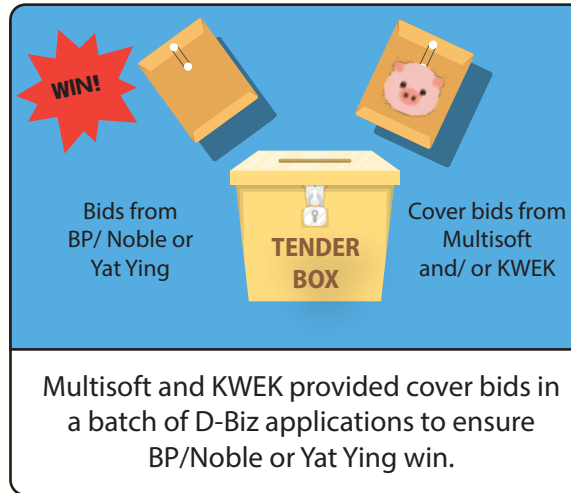 WIN!
Bids from
BP/ Noble or
Yat Ying
TENDER
BOX
Cover bids from
Multisoft
and/ or KWEK
Multisoft and KWEK provided cover bids in
a batch of D-Biz applications to ensure
BP/Noble or Yat Ying win.